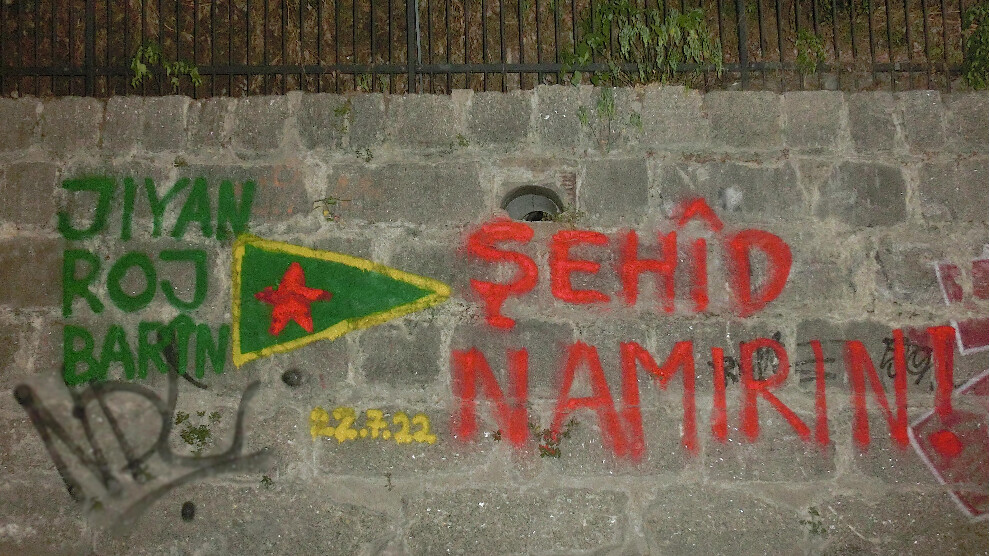 JIYAN
ROJ
BARÎN
22.7.22
ŞEHÎD
NAMIRIN!